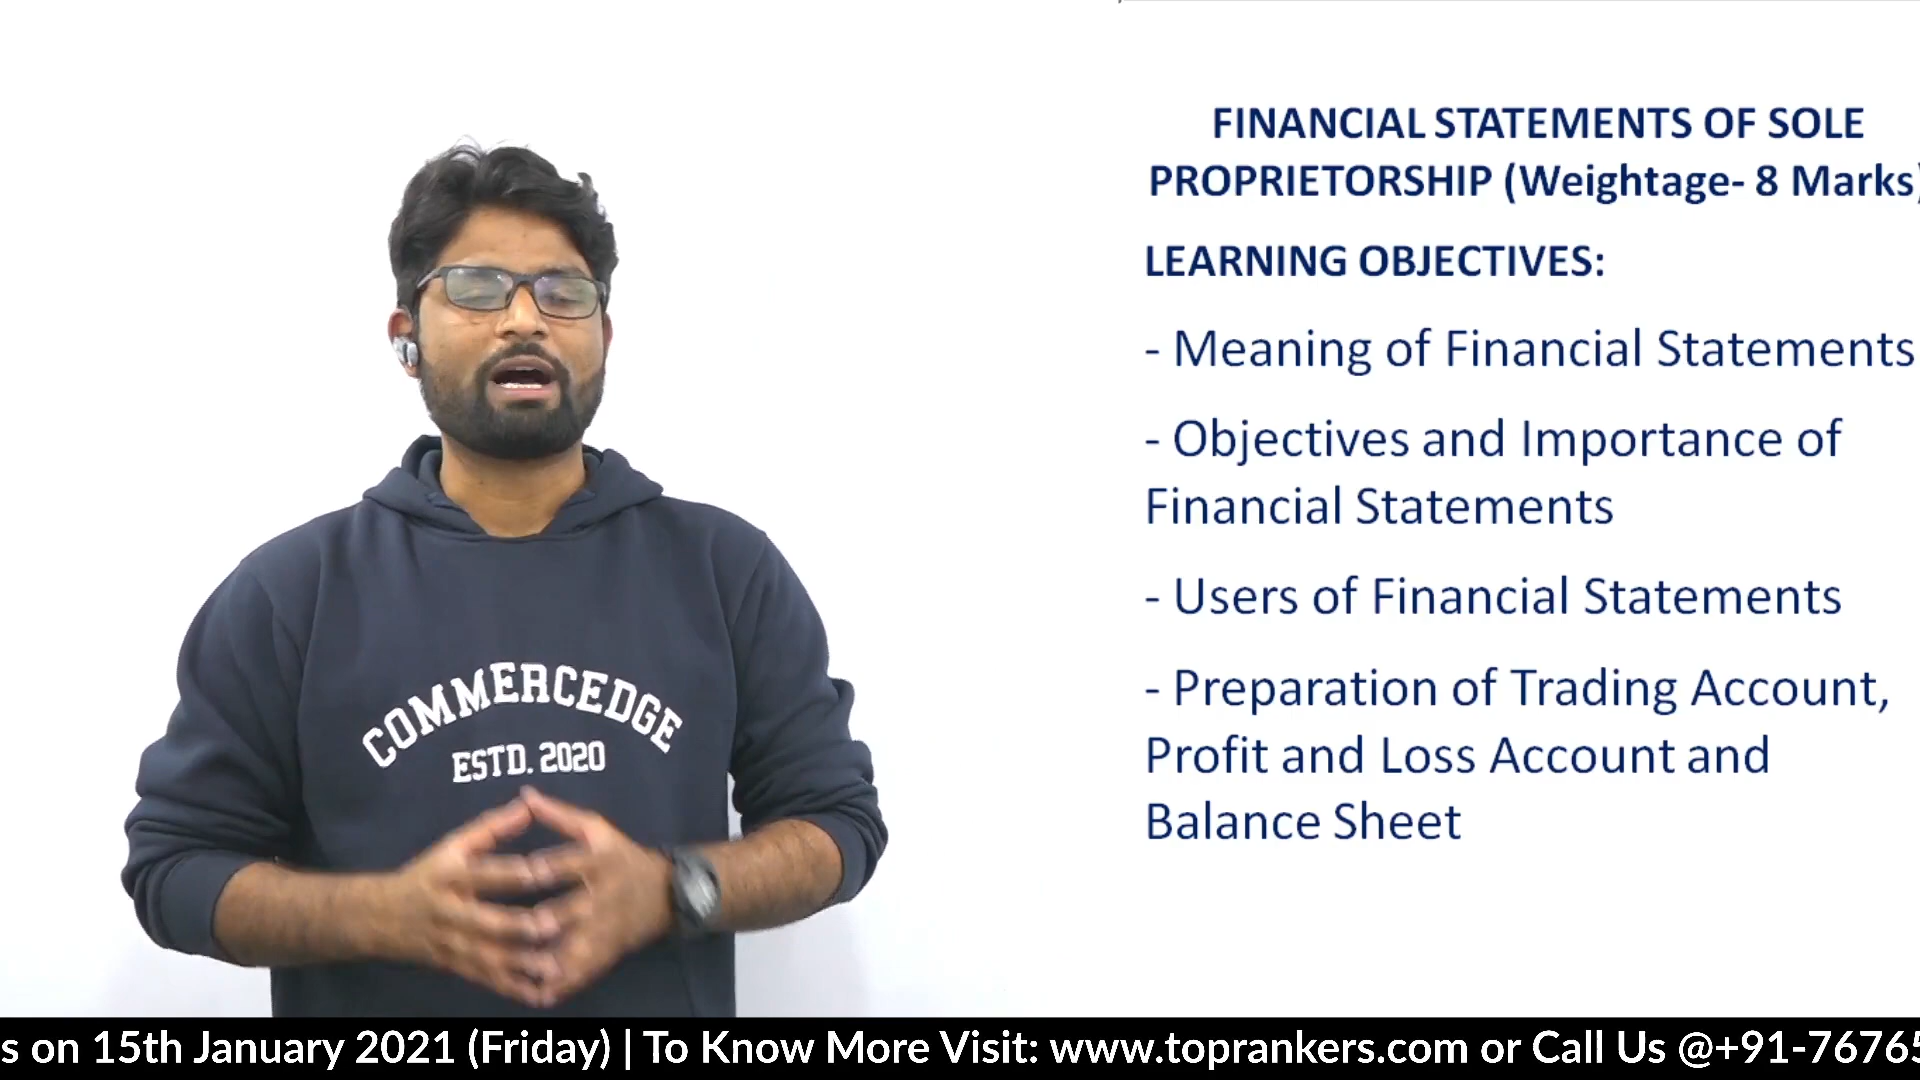 FINANCIAL STATEMENTS OF SOLE
PROPRIETORSHIP (Weightage- 8 Marks)
LEARNING OBJECTIVES:
- Meaning of Financial Statements
- Objectives and Importance of
Financial Statements
- Users of Financial Statements
- Preparation of Trading Account,
Profit and Loss Account and
Balance Sheet
COMMERCEDGE
ESTD. 2020
s on 15th January 2021 (Friday) | To Know More Visit: www.toprankers.com or Call Us @+91-7676